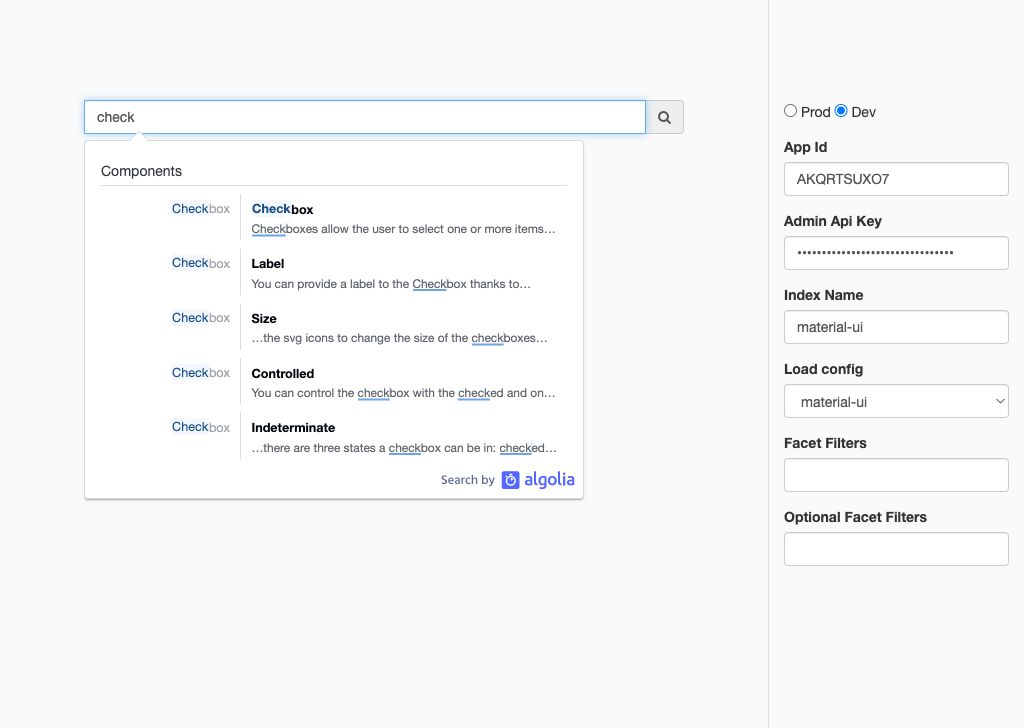 check
Components
Checkbox
Checkbox
Checkboxes allow the user to select one or more items…
Checkbox
Label
You can provide a label to the Checkbox thanks to…
Checkbox
Size
…the svg icons to change the size of the checkboxes…
Checkbox
Controlled
You can control the checkbox with the checked and on…
Checkbox
Indeterminate
…there are three states a checkbox can be in: checked…
Search by algolia
Prod Dev
App Id
AKQRTSUXO7
Admin Api Key
Index Name
material-ui
Load config
material-ui
Facet Filters
Optional Facet Filters